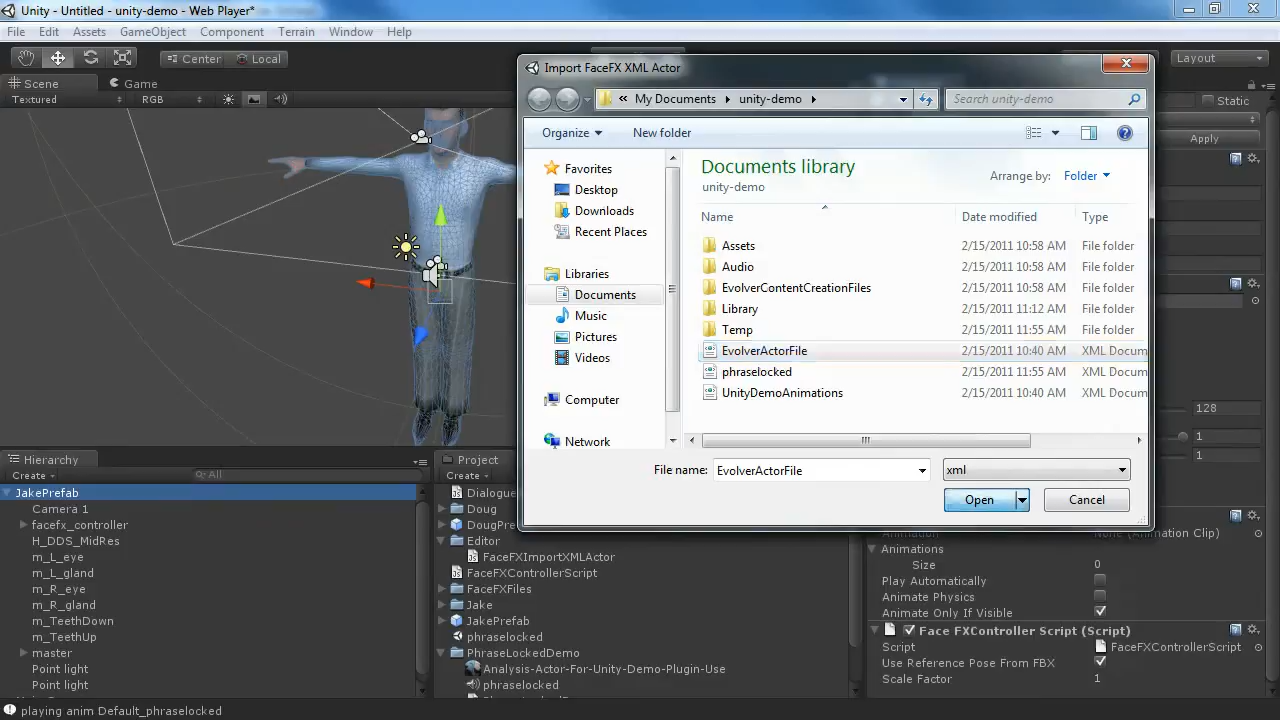 Unity - Untitled - unity-demo - Web Player*
File Edit Assets GameObject Component Terrain Window Help
Center Local
Layout
Scene Game
Textured RGB
Static
Apply
Import FaceFX XML Actor
« My Documents unity-demo
Search unity-demo
Organize New folder
Favorites
Desktop
Downloads
Recent Places
Libraries
Documents
Music
Pictures
Videos
Computer
Network
Documents library
unity-demo
Arrange by: Folder
Name Date modified Type
Assets 2/15/2011 10:58 AM File folder
Audio 2/15/2011 10:58 AM File folder
EvolverContentCreationFiles 2/15/2011 10:58 AM File folder
Library 2/15/2011 11:12 AM File folder
Temp 2/15/2011 11:55 AM File folder
EvolverActorFile 2/15/2011 10:40 AM XML Docum
phraselocked 2/15/2011 11:55 AM XML Docum
UnityDemoAnimations 2/15/2011 10:40 AM XML Docum
File name: EvolverActorFile xml
Open Cancel
128
1
1
Hierarchy
Create All
JakePrefab
Camera 1
facefx_controller
H_DDS_MidRes
m_L_eye
m_L_gland
m_R_eye
m_R_gland
m_TeethDown
m_TeethUp
master
Point light
Point light
Project
Create
Dialogue
Doug
DougPre
Editor
FaceFXImportXMLActor
FaceFXControllerScript
FaceFXFiles
Jake
JakePrefab
phraselocked
PhraseLockedDemo
Analysis-Actor-For-Unity-Demo-Plugin-Use
phraselocked
Animation None (Animation Clip)
Animations
Size 0
Play Automatically
Animate Physics
Animate Only If Visible
Face FXController Script (Script)
Script FaceFXControllerScript
Use Reference Pose From FBX
Scale Factor 1
playing anim Default_phraselocked